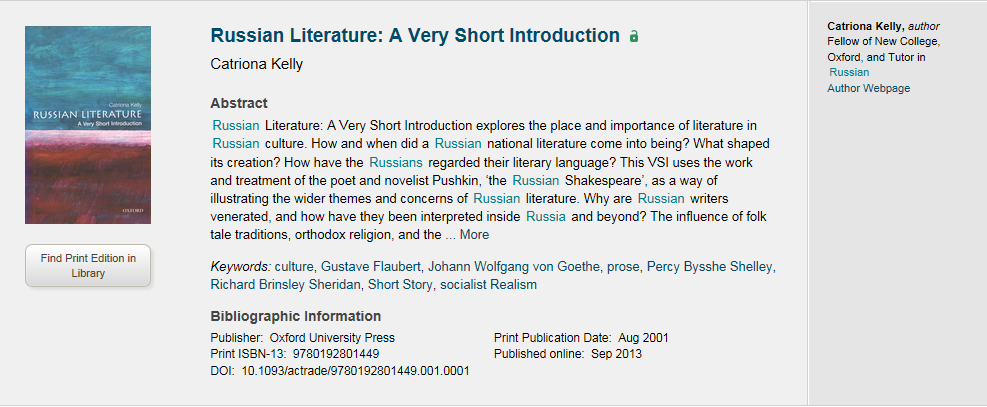 Catriona Kelly
RUSSIAN LITERATURE
A Very Short Introduction
OXFORD
Find Print Edition in
Library
Russian Literature: A Very Short Introduction
Catriona Kelly
Abstract
Russian Literature: A Very Short Introduction explores the place and importance of literature in
Russian culture. How and when did a Russian national literature come into being? What shaped
its creation? How have the Russians regarded their literary language? This VSI uses the work
and treatment of the poet and novelist Pushkin, ‘the Russian Shakespeare’, as a way of
illustrating the wider themes and concerns of Russian literature. Why are Russian writers
venerated, and how have they been interpreted inside Russia and beyond? The influence of folk
tale traditions, orthodox religion, and the ... More
Keywords: culture, Gustave Flaubert, Johann Wolfgang von Goethe, prose, Percy Bysshe Shelley,
Richard Brinsley Sheridan, Short Story, socialist Realism
Bibliographic Information
Publisher: Oxford University Press
Print Publication Date: Aug 2001
Print ISBN-13: 9780192801449
Published online: Sep 2013
DOI: 10.1093/actrade/9780192801449.001.0001
Catriona Kelly, author
Fellow of New College,
Oxford, and Tutor in
Russian
Author Webpage